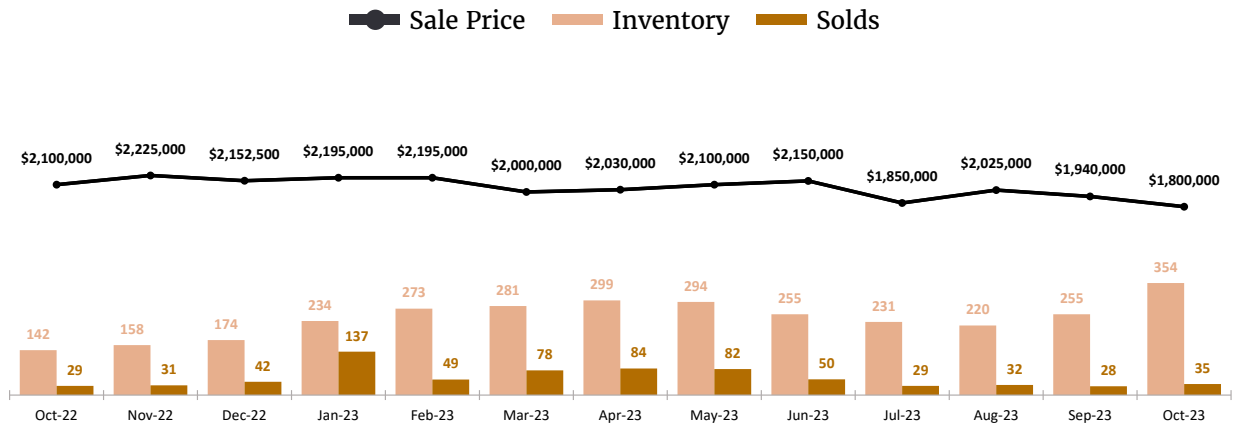 Sale Price Inventory Solds
$2,100,000 $2,225,000 $2,152,500 $2,195,000 $2,195,000 $2,000,000 $2,030,000 $2,100,000 $2,150,000 $1,850,000 $2,025,000 $1,940,000 $1,800,000
142 158 174 234 273 281 299 294 255 231 220 255 354
29 31 42 137 49 78 84 82 50 29 32 28 35
Oct-22 Nov-22 Dec-22 Jan-23 Feb-23 Mar-23 Apr-23 May-23 Jun-23 Jul-23 Aug-23 Sep-23 Oct-23